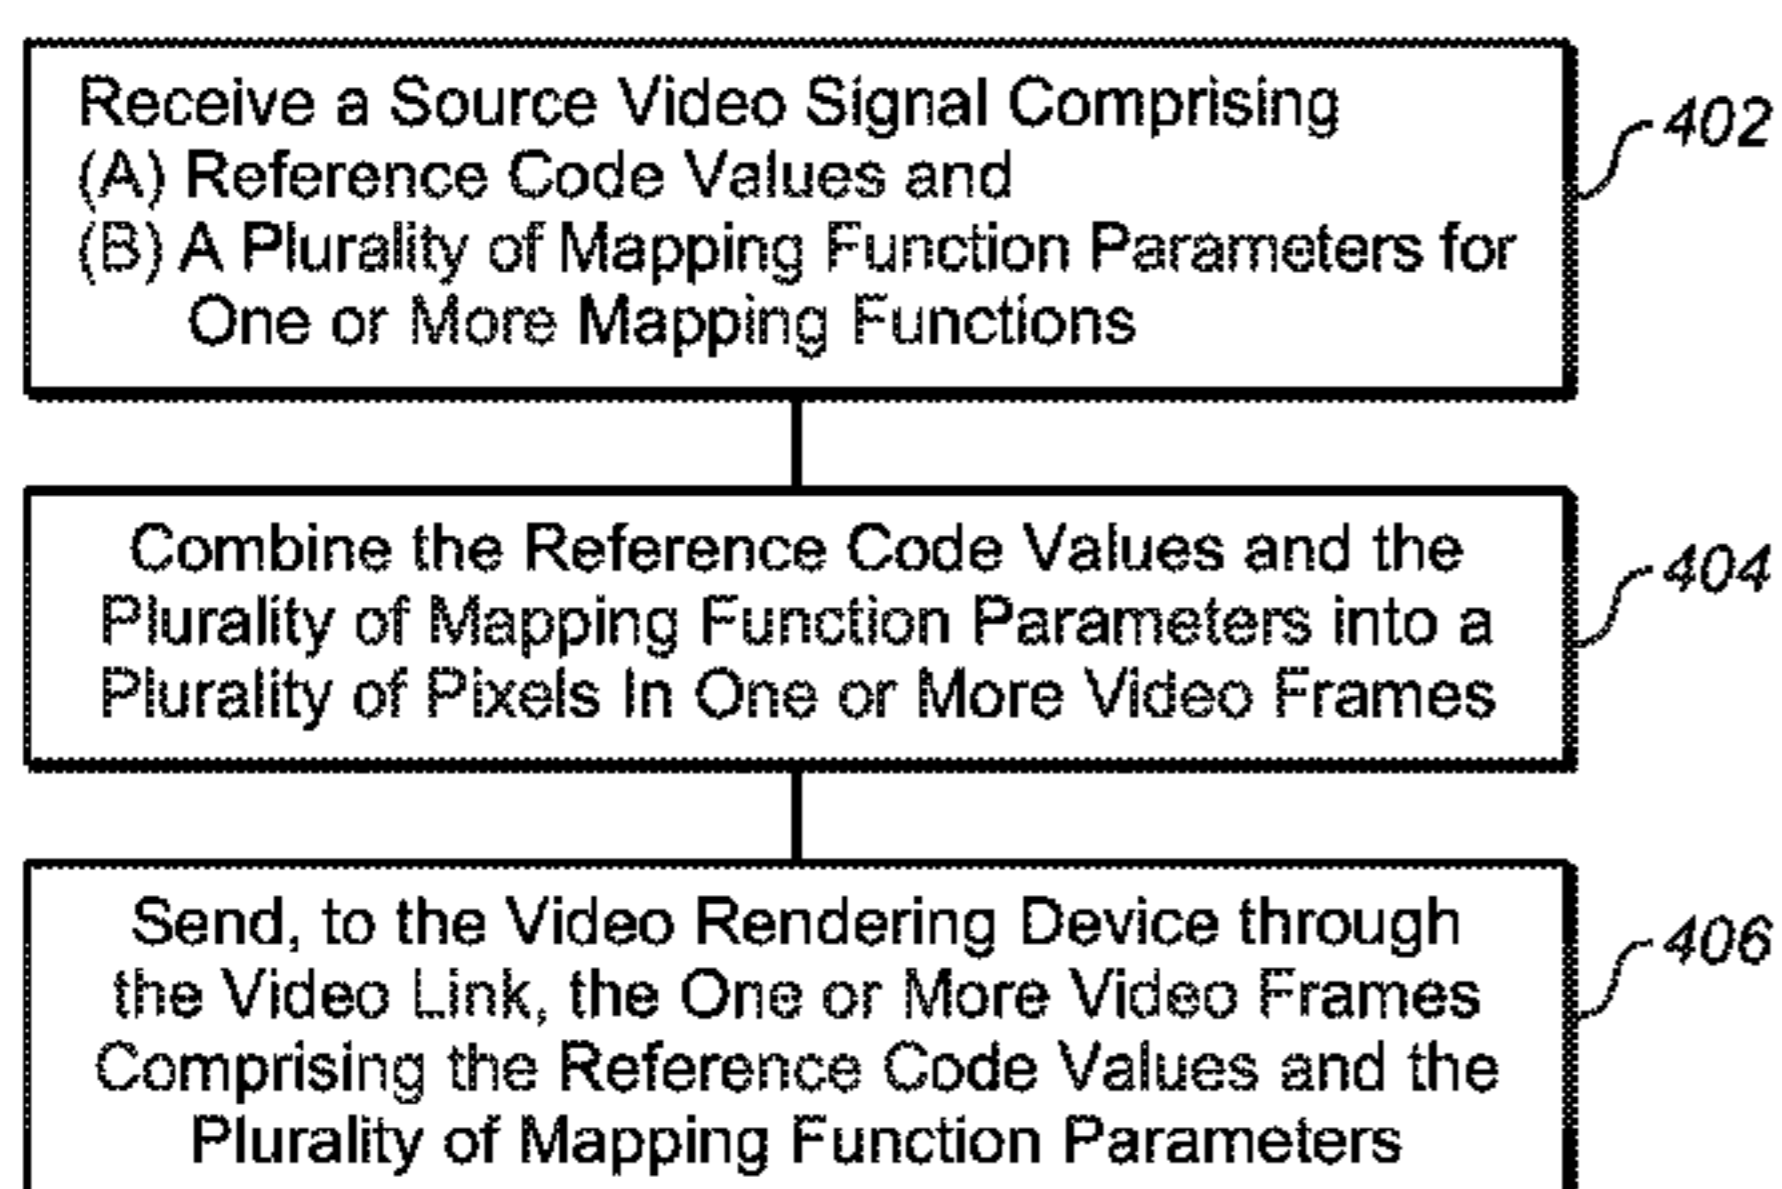 Receive a Source Video Signal Comprising
(A) Reference Code Values and
(B) A Plurality of Mapping Function Parameters for
One or More Mapping Functions
402
Combine the Reference Code Values and the
Plurality of Mapping Function Parameters into a
Plurality of Pixels In One or More Video Frames
404
Send, to the Video Rendering Device through
the Video Link, the One or More Video Frames
Comprising the Reference Code Values and the
Plurality of Mapping Function Parameters
406